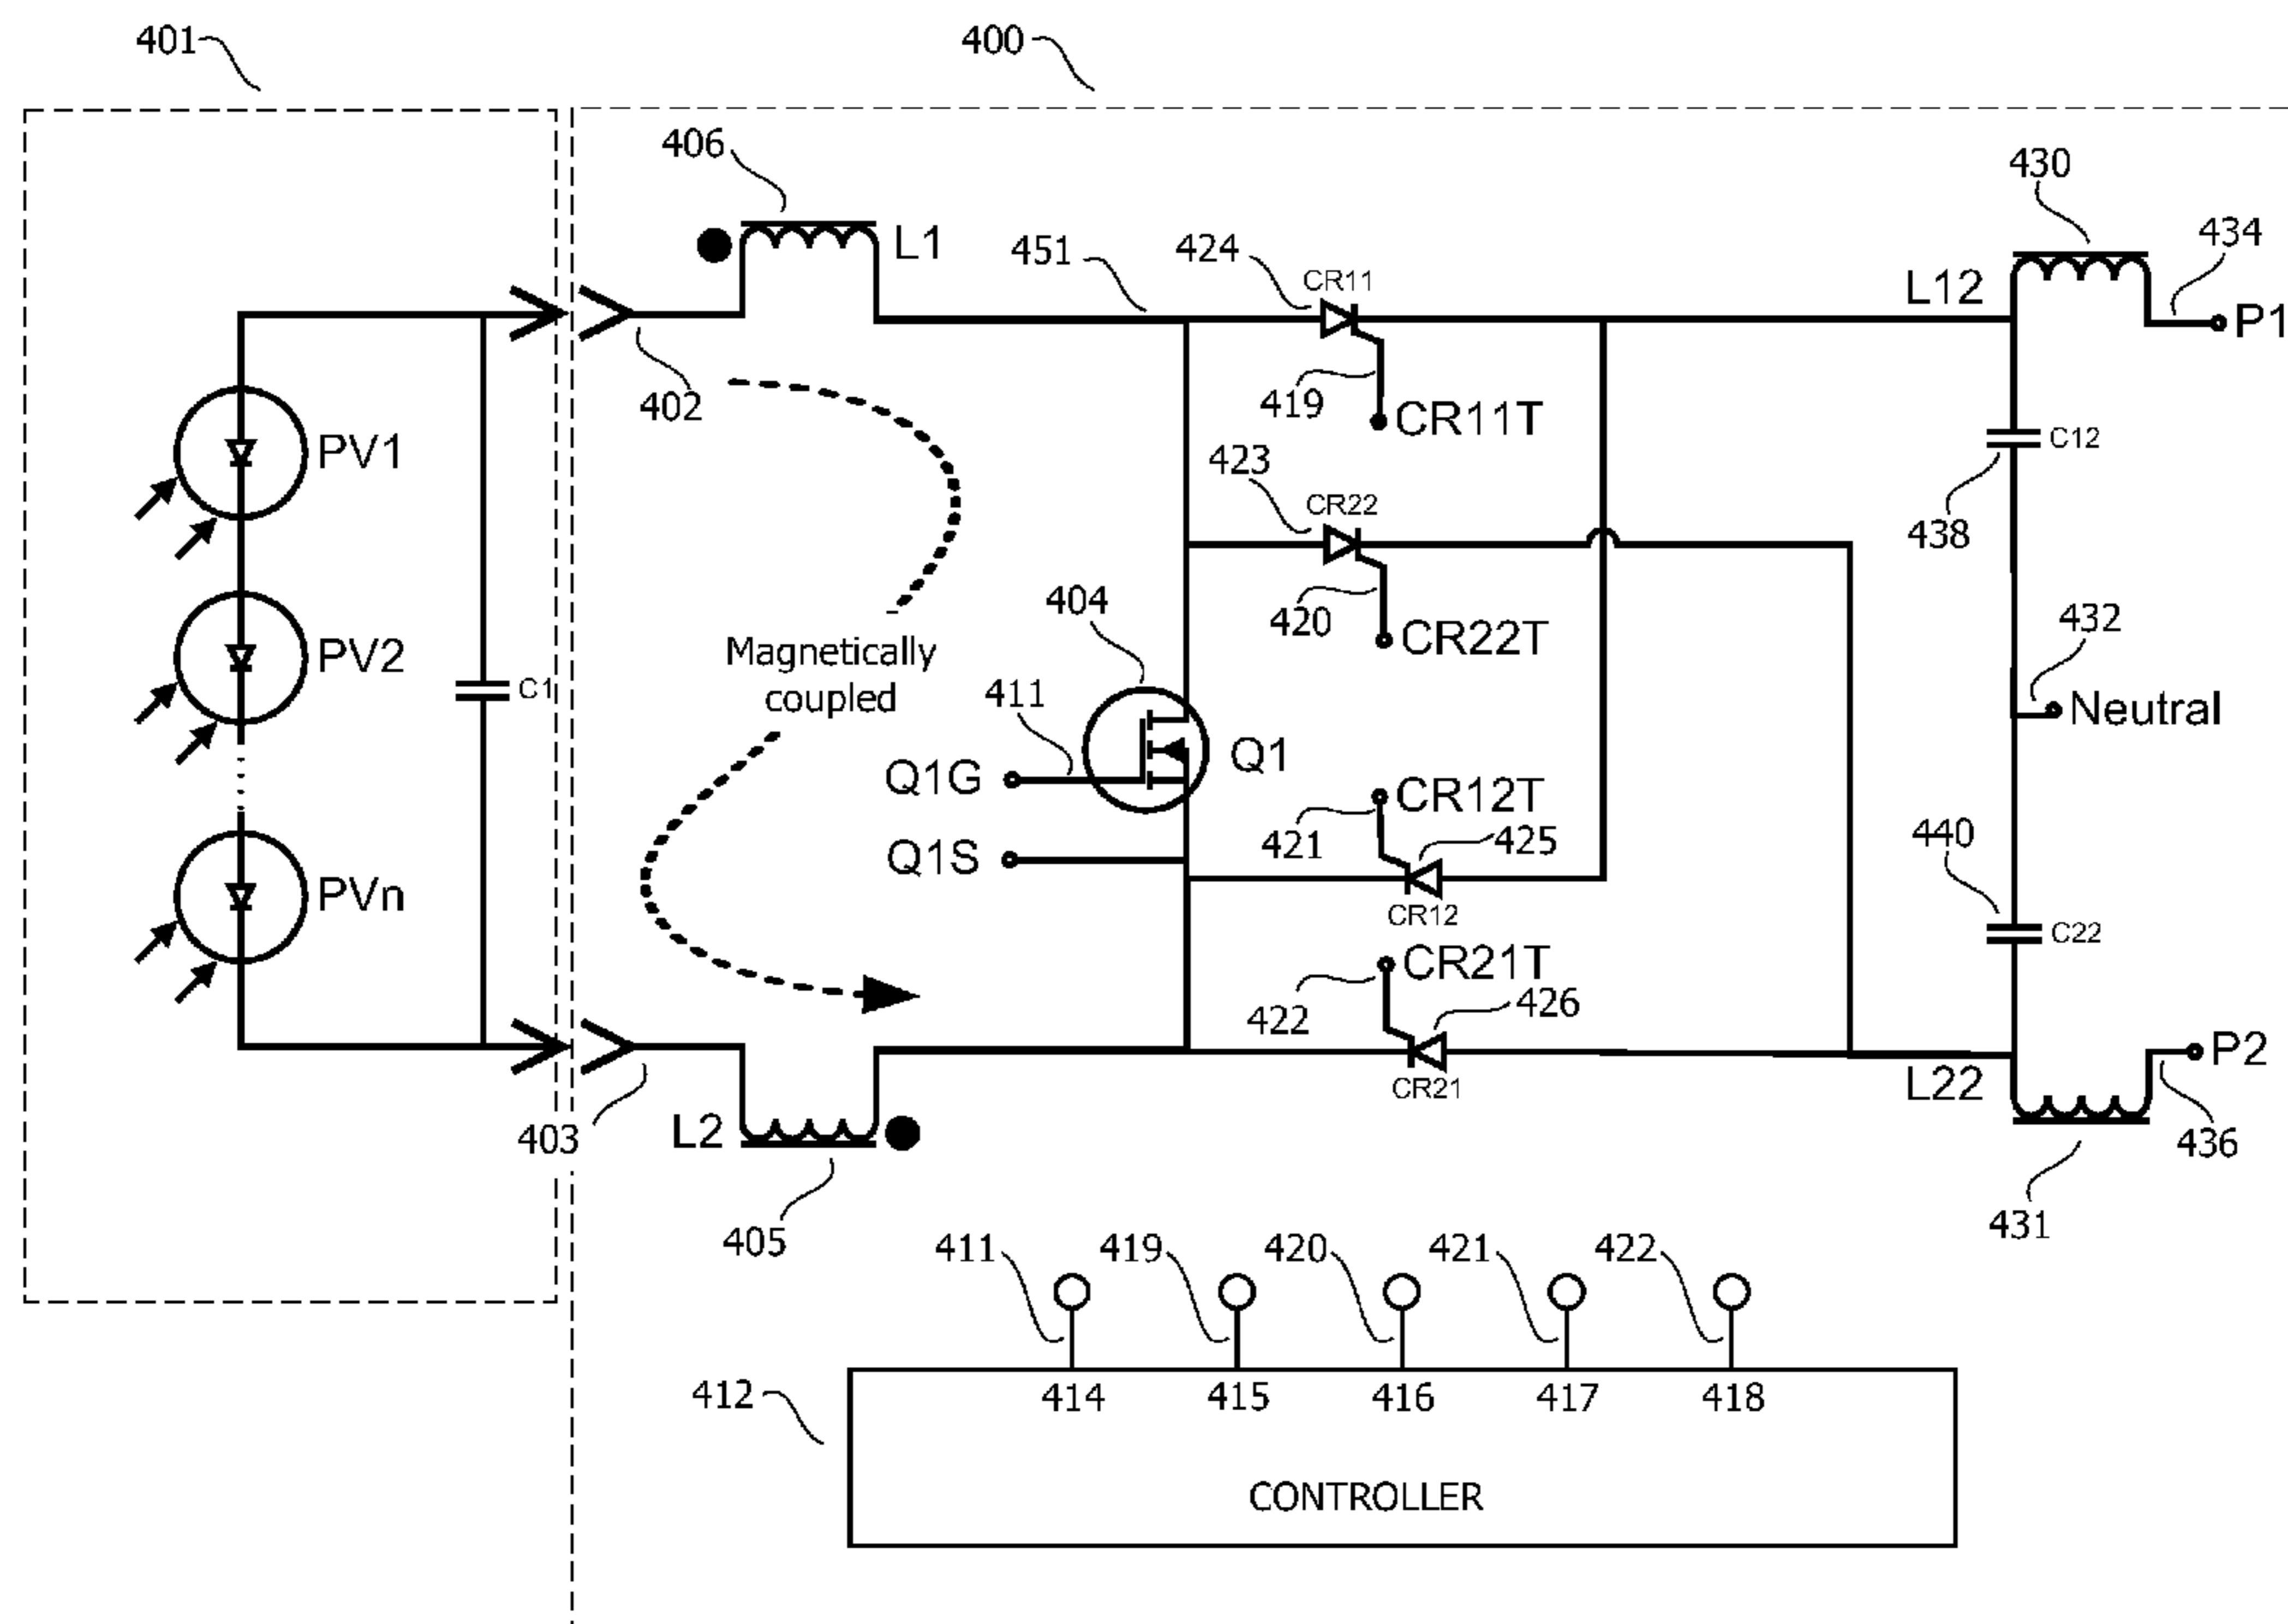 401
400
406
L1
451
424
CR11
430
434
L12
P1
402
419
CR11T
PV1
423
CR22
C12
438
404
420
CR22T
432
Magnetically
coupled
PV2
C1
411
Neutral
Q1
Q1G
CR12T
421
425
440
Q1S
PVn
CR12
C22
CR21T
422
426
P2
CR21
L22
403
L2
436
405
431
411
419
420
421
422
412
414
415
416
417
418
CONTROLLER